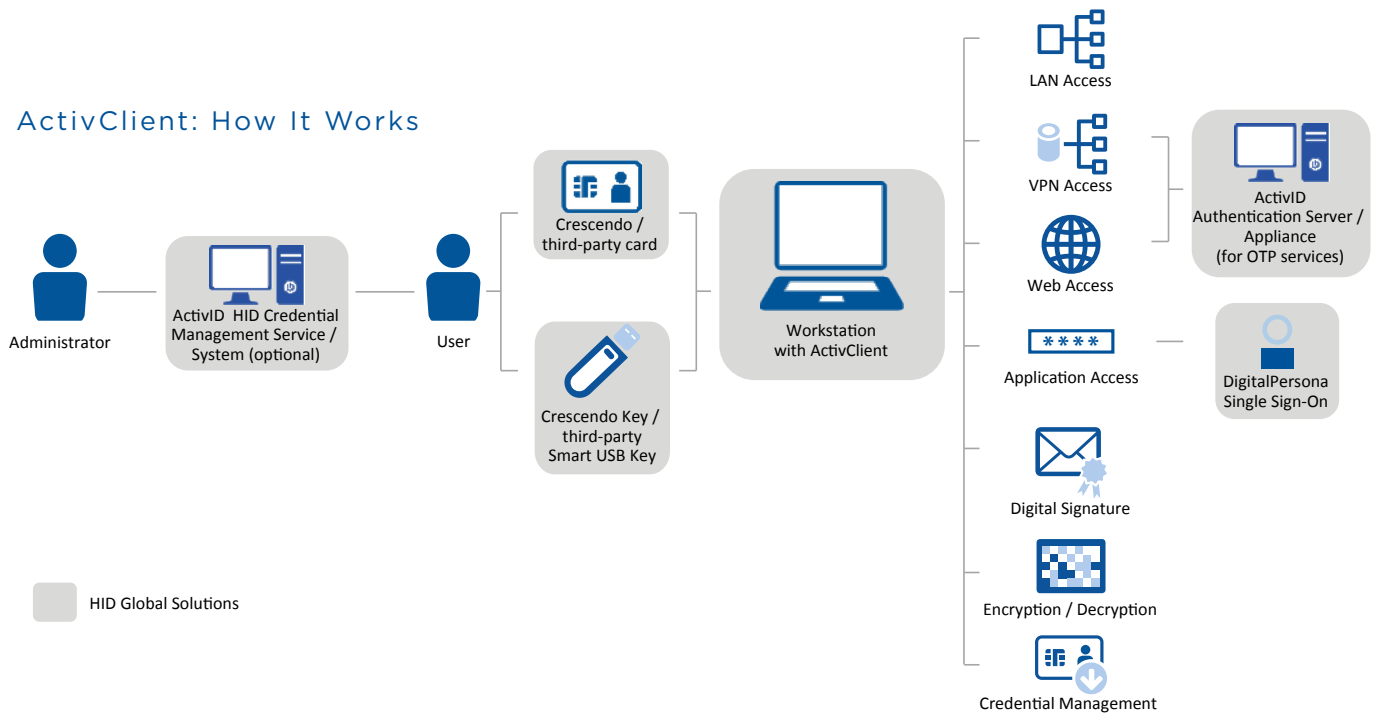 ActivClient: How It Works
Administrator
ActivID HID Credential
Management Service /
System (optional)
User
Crescendo /
third-party card
Crescendo Key /
third-party
Smart USB Key
Workstation
with ActivClient
LAN Access
VPN Access
Web Access
****
Application Access
Digital Signature
Encryption / Decryption
Credential Management
ActivID
Authentication Server /
Appliance
(for OTP services)
DigitalPersona
Single Sign-On
HID Global Solutions